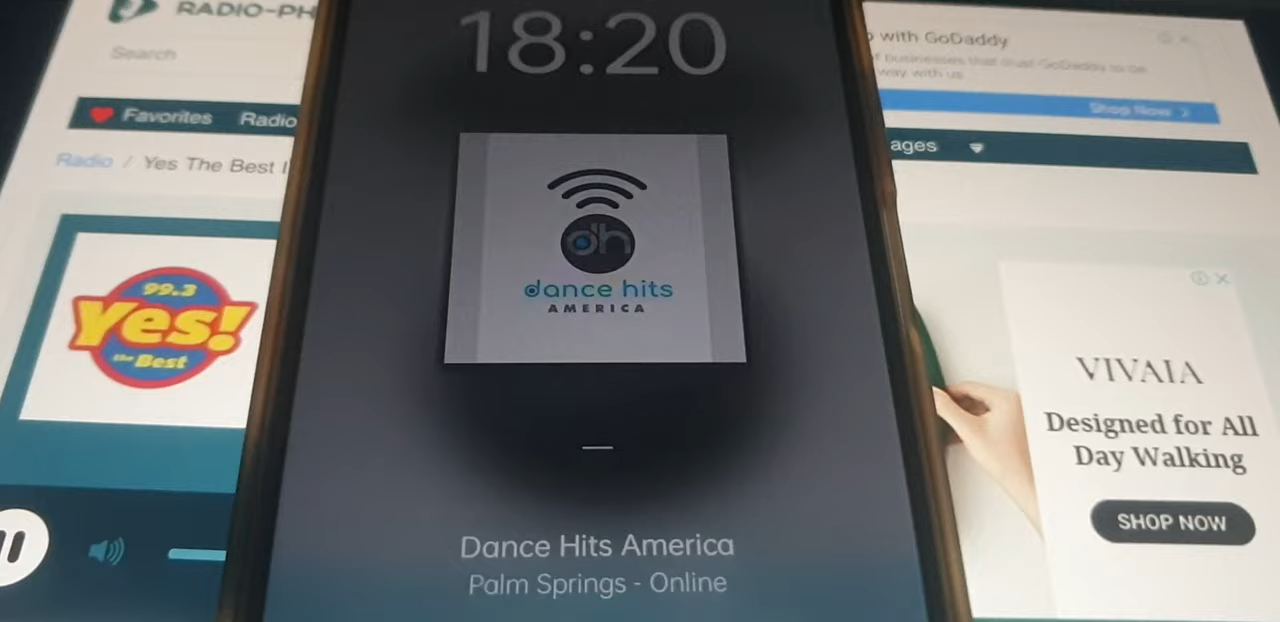 RADIO-PH
Search
Favorites Radio
Radio / Yes The Best
99.3
Yes!
the Best
18:20
dh
dance hits
AMERICA
Dance Hits America
Palm Springs - Online
with GoDaddy
businesses that trust GoDaddy to
way with us
Shop Now
ages
VIVAIA
Designed for All
Day Walking
SHOP NOW